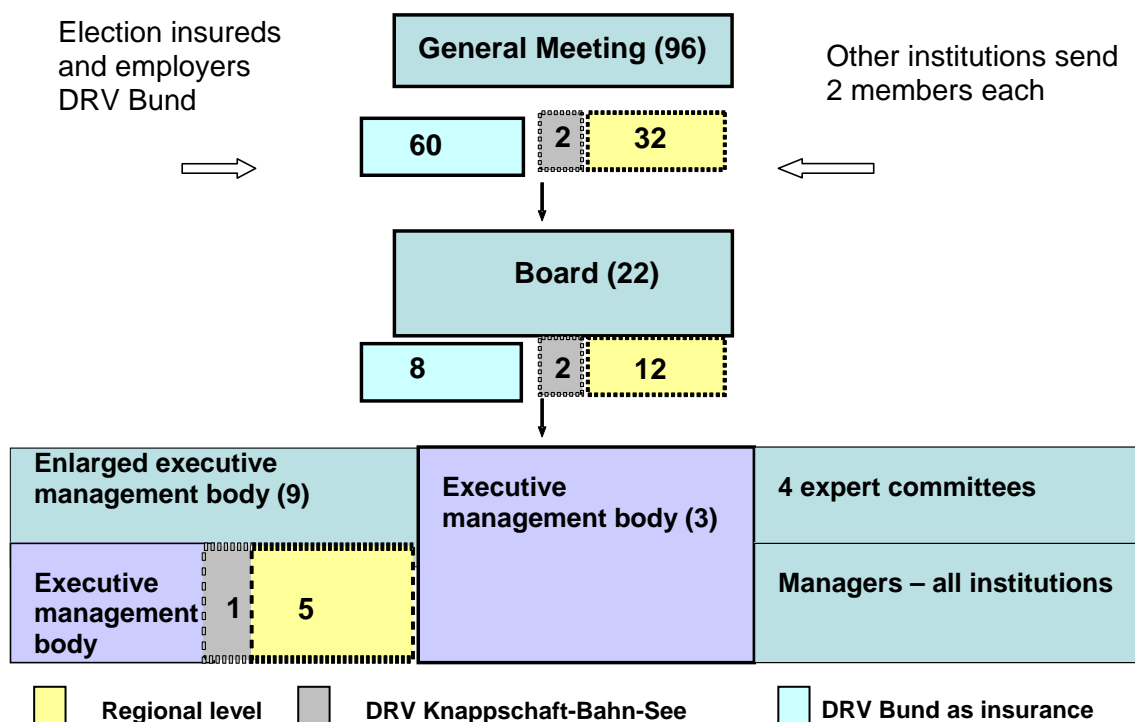 Election insureds
and employers
DRV Bund
General Meeting (96)
Other institutions send
2 members each
60
2
32
Board (22)
8
2
12
Enlarged executive
management body (9)
Executive
management body (3)
4 expert committees
Executive
management
body
1
5
Managers – all institutions
Regional level
DRV Knappschaft-Bahn-See
DRV Bund as insurance